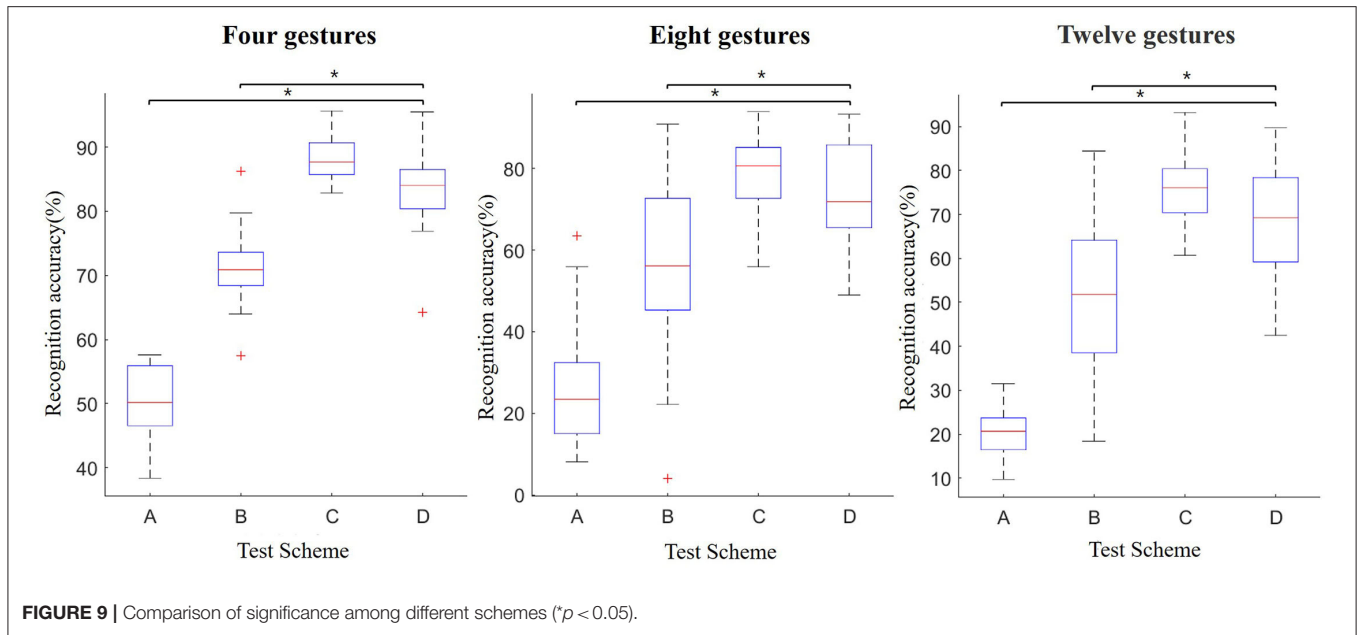 Four gestures
Eight gestures
Twelve gestures
*
*
*
*
*
*
Recognition accuracy(%)
90
80
70
60
50
40
A
B
C
D
Test Scheme
Recognition accuracy(%)
80
60
40
20
0
A
B
C
D
Test Scheme
Recognition accuracy(%)
90
80
70
60
50
40
30
20
10
A
B
C
D
Test Scheme
FIGURE 9 | Comparison of significance among different schemes (*p < 0.05).